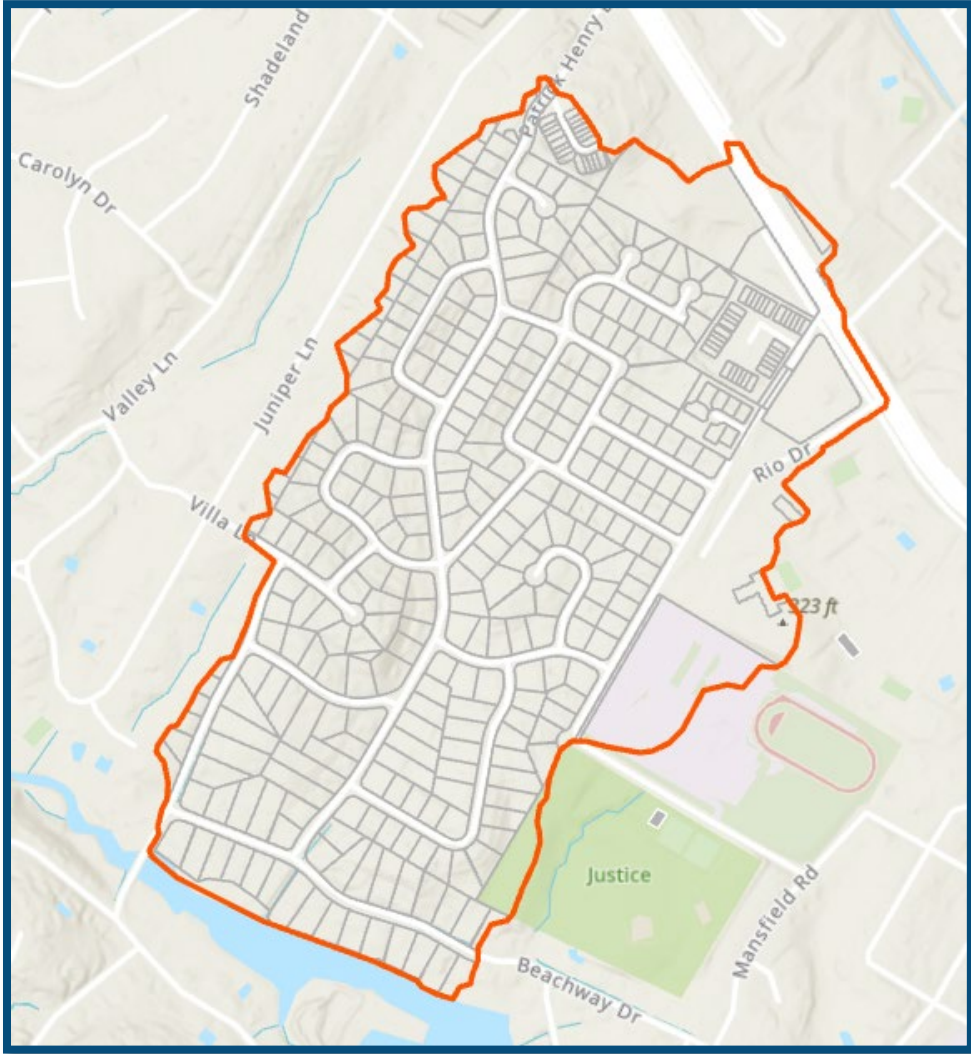 Shadeland
Patrick Henry
Carolyn Dr
Juniper Ln
Valley Ln
Rio Dr
Villa Ln
323 ft
Justice
Mansfield Rd
Beachway Dr